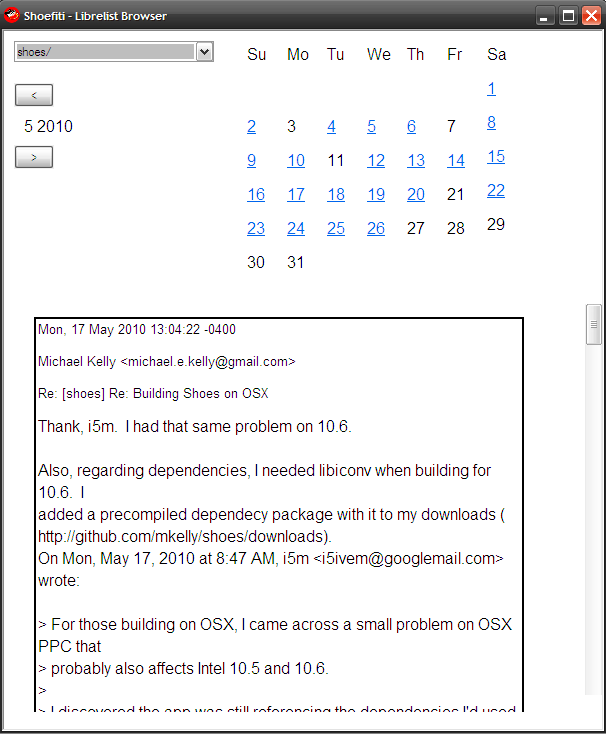 Shoefiti - Librelist Browser
shoes/
<
5 2010
>
Su Mo Tu We Th Fr Sa
1
2 3 4 5 6 7 8
9 10 11 12 13 14 15
16 17 18 19 20 21 22
23 24 25 26 27 28 29
30 31
Mon, 17 May 2010 13:04:22 -0400
Michael Kelly <michael.e.kelly@gmail.com>
Re: [shoes] Re: Building Shoes on OSX
Thank, i5m. I had that same problem on 10.6.
Also, regarding dependencies, I needed libiconv when building for
10.6. I
added a precompiled dependecy package with it to my downloads (
http://github.com/mkelly/shoes/downloads).
On Mon, May 17, 2010 at 8:47 AM, i5m <i5ivem@googlemail.com>
wrote:
> For those building on OSX, I came across a small problem on OSX
PPC that
> probably also affects Intel 10.5 and 10.6.
>
> I discovered the app was still referencing the dependencies I'd used